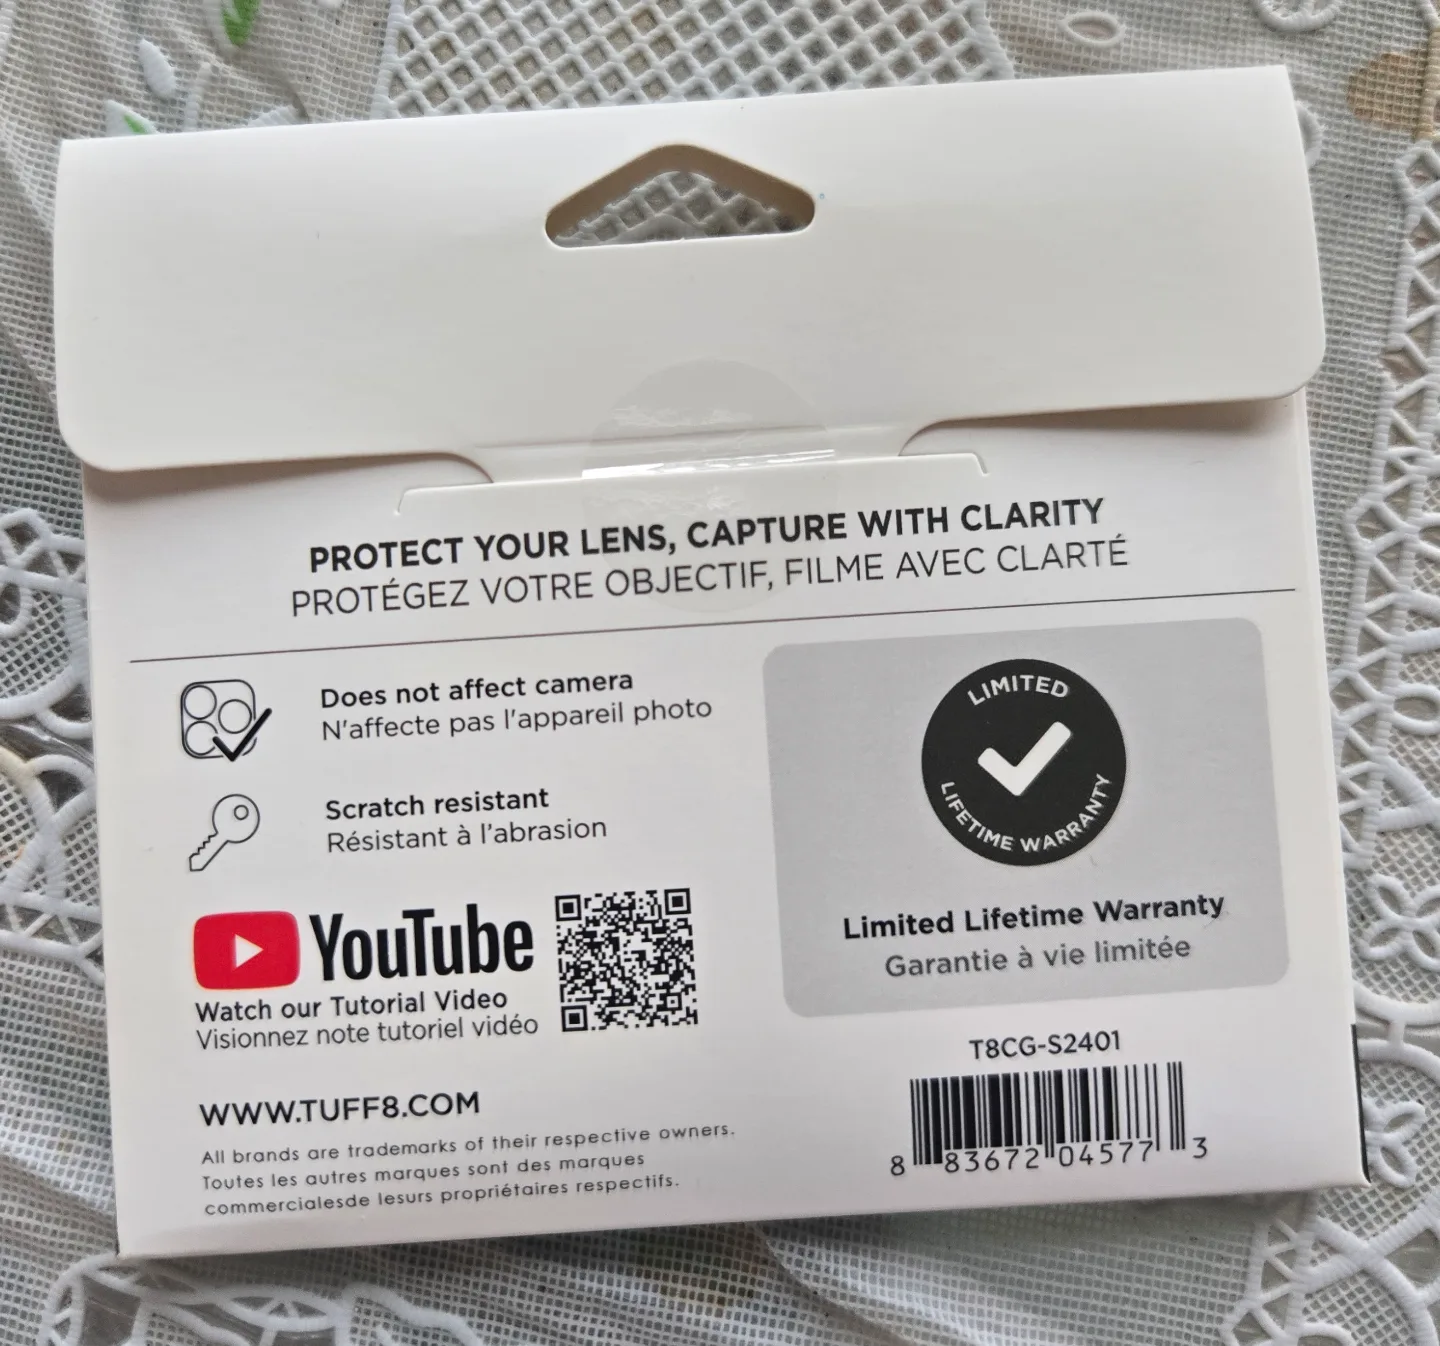 PROTECT YOUR LENS, CAPTURE WITH CLARITY
PROTÉGEZ VOTRE OBJECTIF, FILME AVEC CLARTÉ
Does not affect camera
N'affecte pas l'appareil photo
Scratch resistant
Résistant à l'abrasion
YouTube
Watch our Tutorial Video
Visionnez note tutoriel vidéo
WWW.TUFF8.COM
All brands are trademarks of their respective owners.
Toutes les autres marques sont des marques
commercialesde lesurs propriétaires respectifs.
LIMITED
LIFETIME WARRANTY
Limited Lifetime Warranty
Garantie à vie limitée
T8CG-S2401
8 83672 04577 3